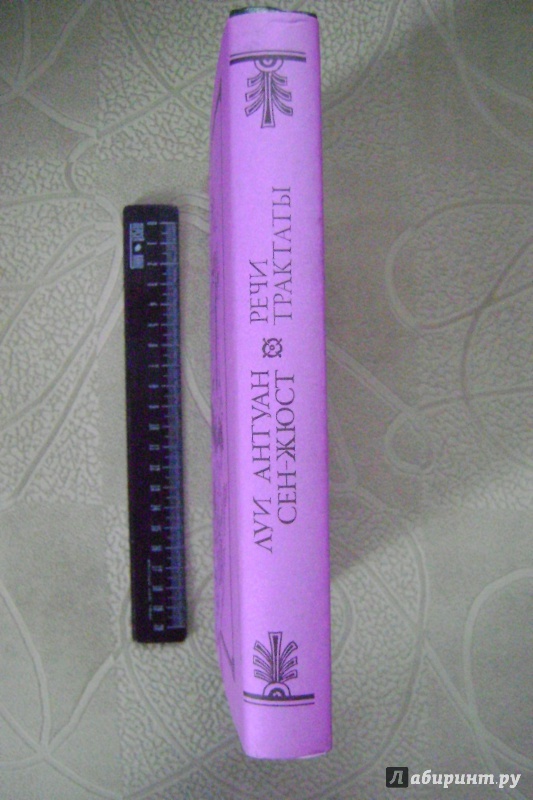 ЛУИ АНТУАН
СЕН-ЖЮСТ
РЕЧИ
ТРАКТАТЫ
Лабиринт.ру